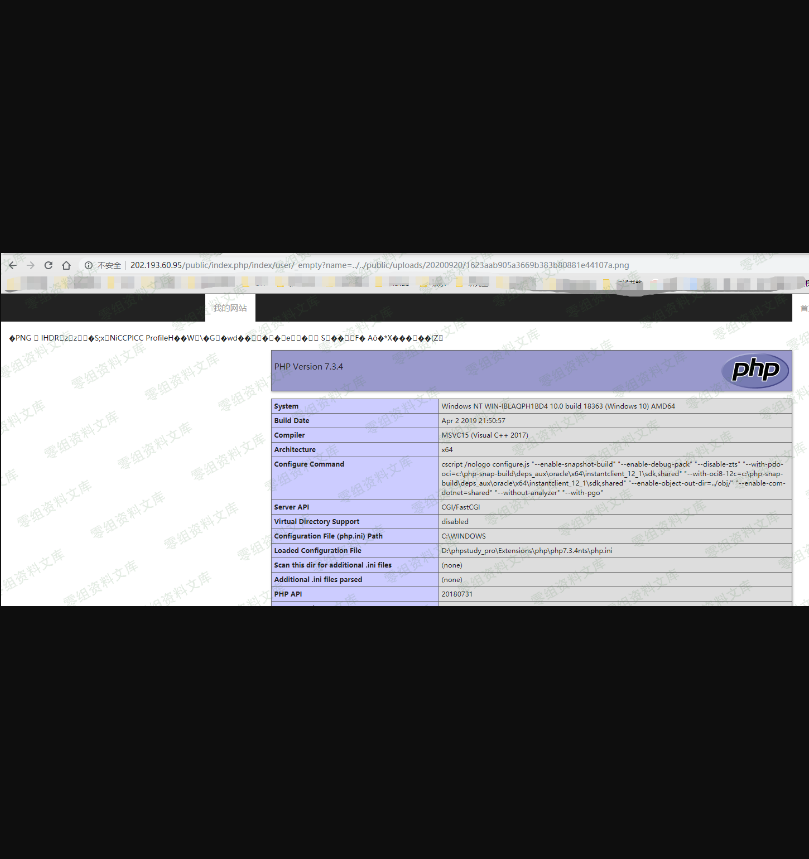 不安全 | 202.193.60.95/public/index.php/index/user/_empty?name=../../public/uploads/20200920/1623aab905a3669b383b80881e44107a.png
我的网站
PNG IHDR z z NiCCPICC Profile
PHP Version 7.3.4
php
System Windows NT WIN-IBLAQPH1BD4 10.0 build 18363 (Windows 10) AMD64
Build Date Apr 2 2019 21:50:57
Compiler MSVC15 (Visual C++ 2017)
Architecture x64
Configure Command cscript /nologo configure.js "--enable-snapshot-build" "--enable-debug-pack" "--disable-zts" "--with-pdo-
oci=c:\php-snap-build\deps_aux\oracle\x64\instantclient_12_1\sdk,shared" "--with-oci8-12c=c:\php-snap-
build\deps_aux\oracle\x64\instantclient_12_1\sdk,shared" "--enable-object-out-dir=../obj/" "--enable-com-
dotnet=shared" "--without-analyzer" "--with-pgo"
Server API CGI/FastCGI
Virtual Directory Support disabled
Configuration File (php.ini) Path C:\WINDOWS
Loaded Configuration File D:\phpstudy_pro\Extensions\php\php7.3.4nts\php.ini
Scan this dir for additional .ini files (none)
Additional .ini files parsed (none)
PHP API 20180731
零组资料文库